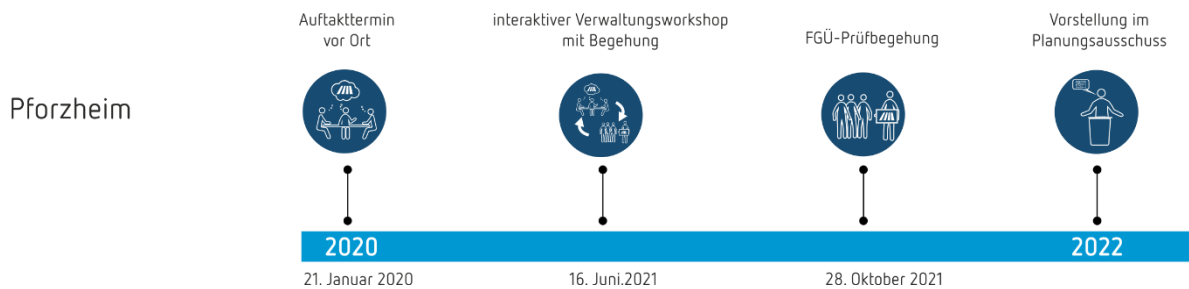 Pforzheim
Auftakttermin
vor Ort
interaktiver Verwaltungsworkshop
mit Begehung
FGÜ-Prüfbegehung
Vorstellung im
Planungsausschuss
2020
2022
21. Januar 2020
16. Juni.2021
28. Oktober 2021